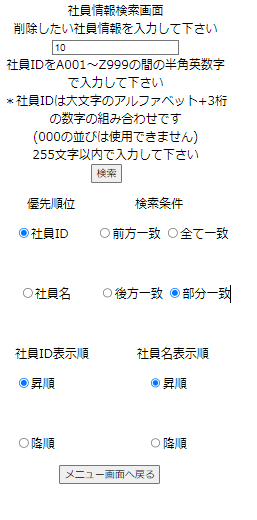 社員情報検索画面
削除したい社員情報を入力して下さい
10
社員IDをA001～Z999の間の半角英数字
で入力して下さい
＊社員IDは大文字のアルファベット+3桁
の数字の組み合わせです
(000の並びは使用できません)
255文字以内で入力して下さい
検索
優先順位 検索条件
社員ID 前方一致 全て一致
社員名 後方一致 部分一致
社員ID表示順 社員名表示順
昇順 昇順
降順 降順
メニュー画面へ戻る